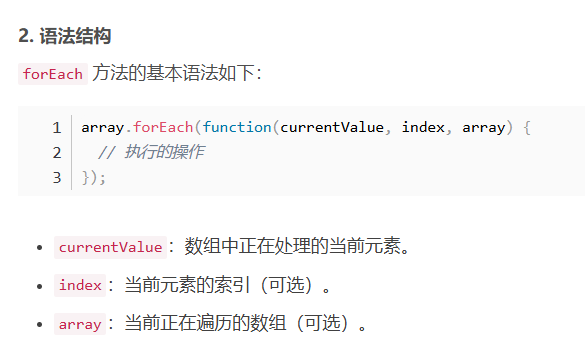 2. 语法结构
forEach 方法的基本语法如下：
1 array.forEach(function(currentValue, index, array) {
2 // 执行的操作
3 });
• currentValue：数组中正在处理的当前元素。
• index：当前元素的索引（可选）。
• array：当前正在遍历的数组（可选）。